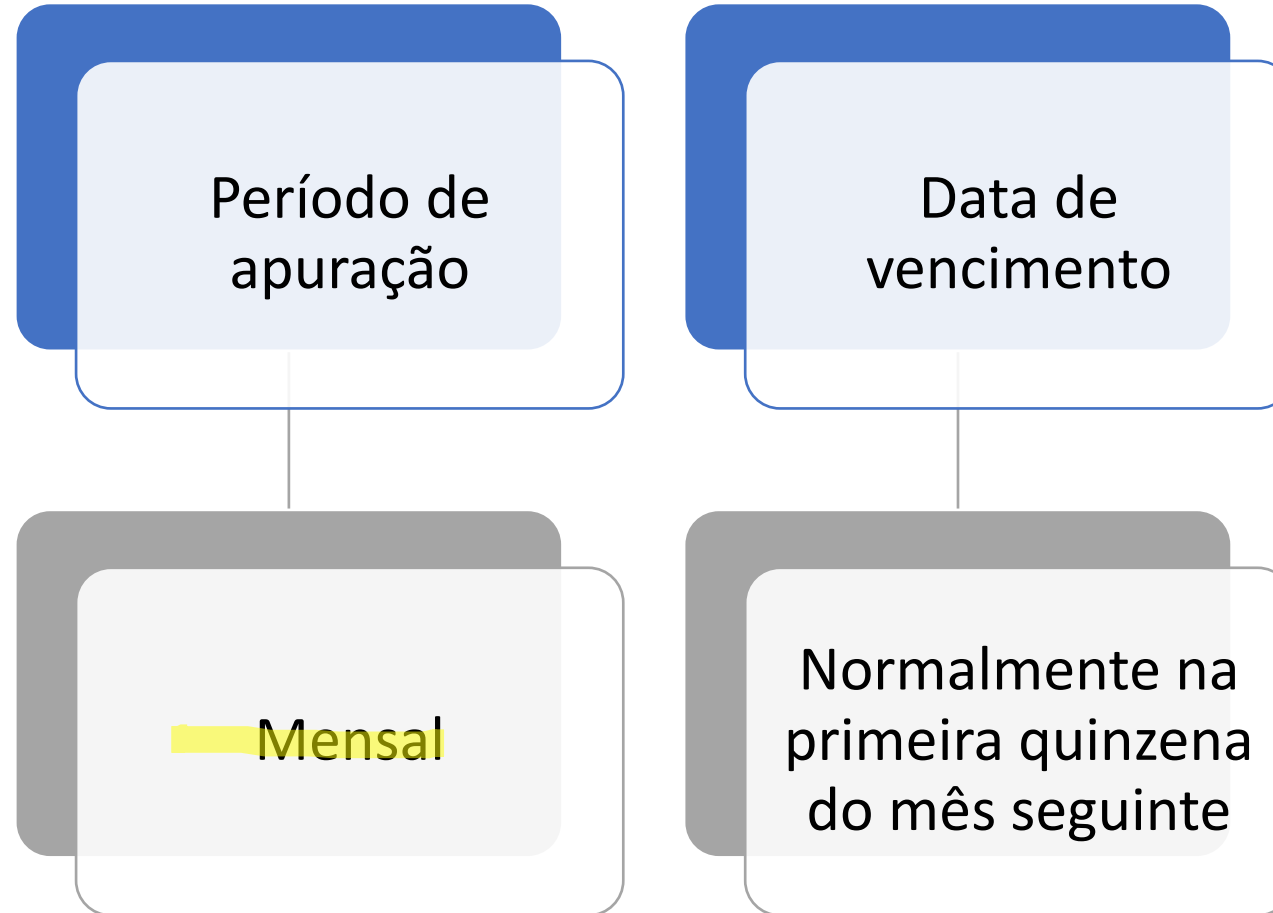 Período de
apuração
Data de
vencimento
Mensal
Normalmente na
primeira quinzena
do mês seguinte